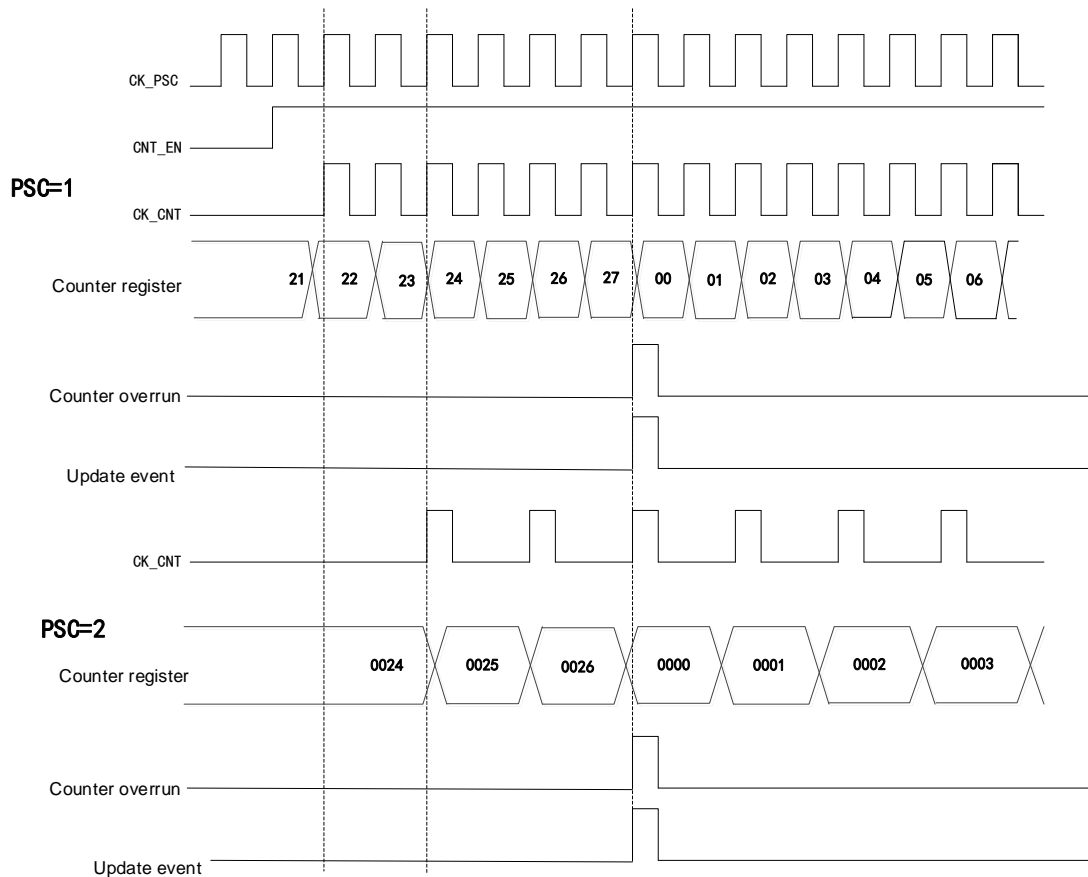 CK_PSC
CNT_EN
PSC=1
CK_CNT
Counter register 21 22 23 24 25 26 27 00 01 02 03 04 05 06
Counter overrun
Update event
CK_CNT
PSC=2
Counter register 0024 0025 0026 0000 0001 0002 0003
Counter overrun
Update event